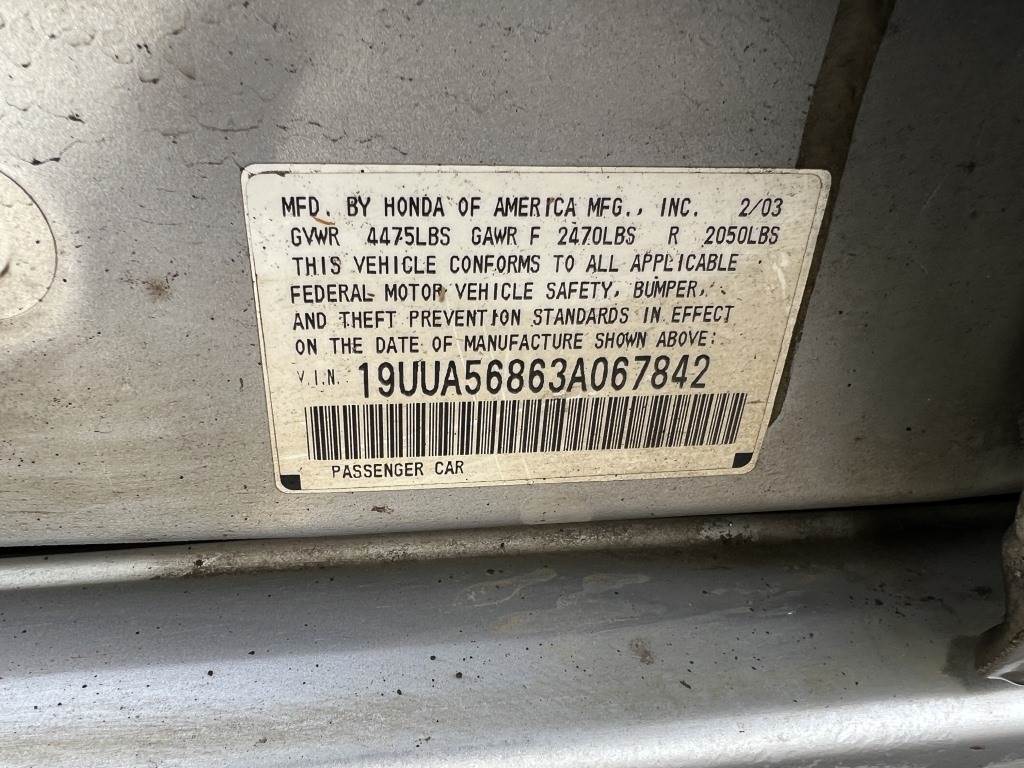 MFD. BY HONDA OF AMERICA MFG., INC. 2/03
GVWR 4475LBS GAWR F 2470LBS R 2050LBS
THIS VEHICLE CONFORMS TO ALL APPLICABLE
FEDERAL MOTOR VEHICLE SAFETY, BUMPER,
AND THEFT PREVENTION STANDARDS IN EFFECT
ON THE DATE OF MANUFACTURE SHOWN ABOVE:
V.I.N. 19UUA56863A067842
PASSENGER CAR